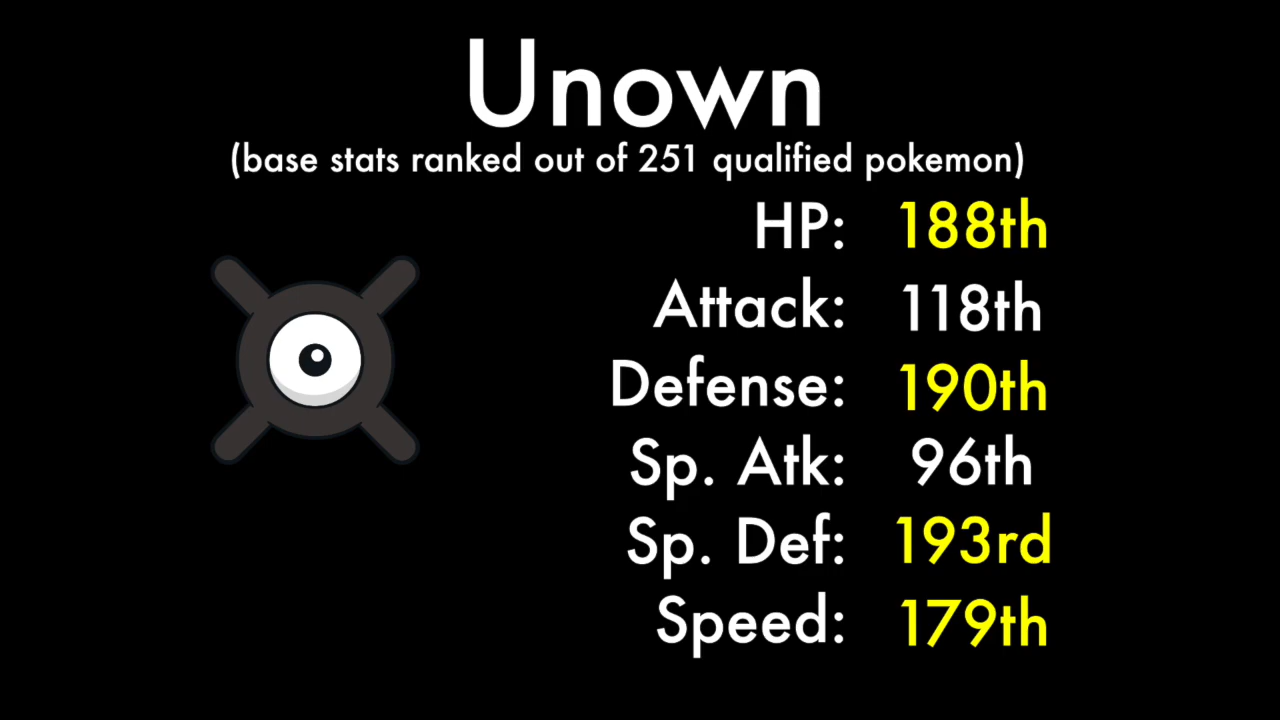 Unown
(base stats ranked out of 251 qualified pokemon)
HP: 188th
Attack: 118th
Defense: 190th
Sp. Atk: 96th
Sp. Def: 193rd
Speed: 179th